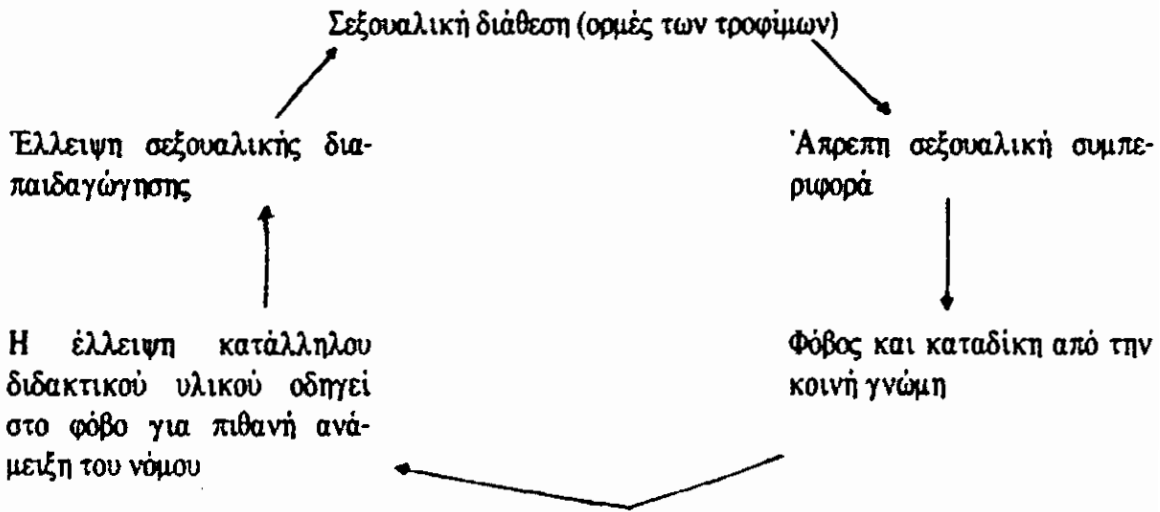 Σεξουαλική διάθεση (ορμές των τροφίμων)
Έλλειψη σεξουαλικής δια-
παιδαγώγησης
Άπρεπη σεξουαλική συμπε-
ριφορά
Η έλλειψη κατάλληλου
διδακτικού υλικού οδηγεί
στο φόβο για πιθανή ανά-
μειξη του νόμου
Φόβος και καταδίκη από την
κοινή γνώμη